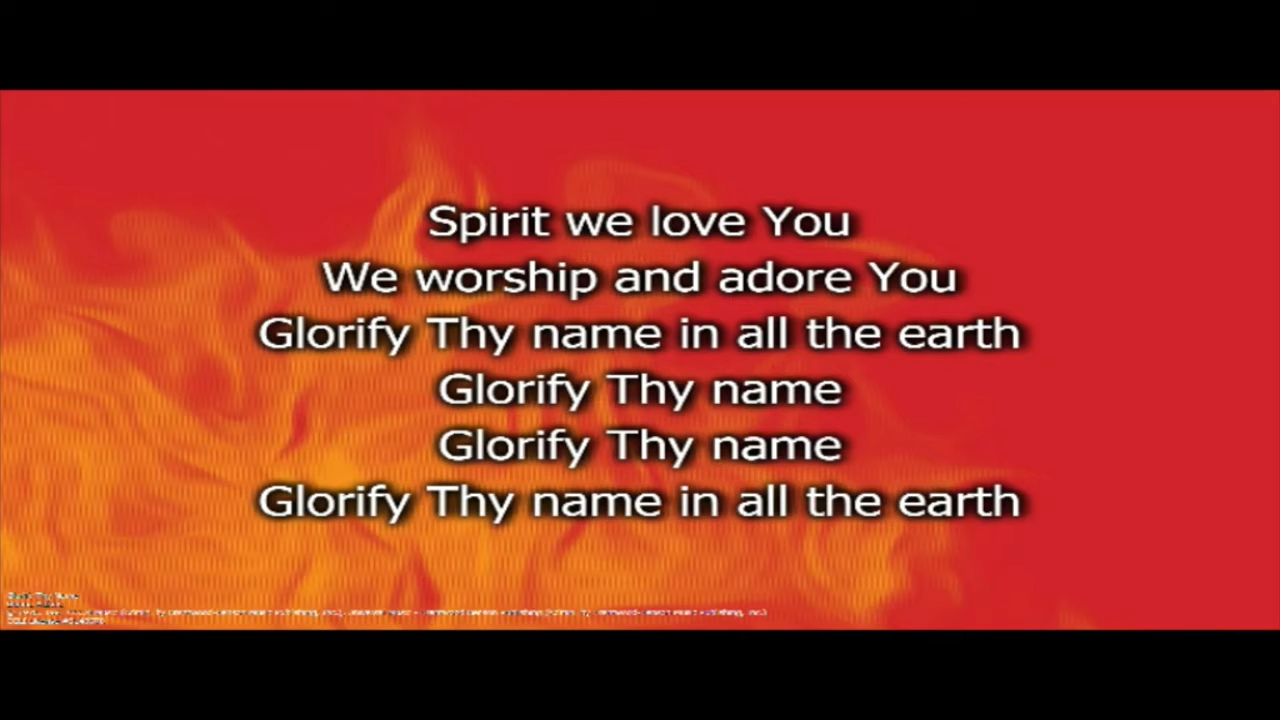 Spirit we love You
We worship and adore You
Glorify Thy name in all the earth
Glorify Thy name
Glorify Thy name
Glorify Thy name in all the earth